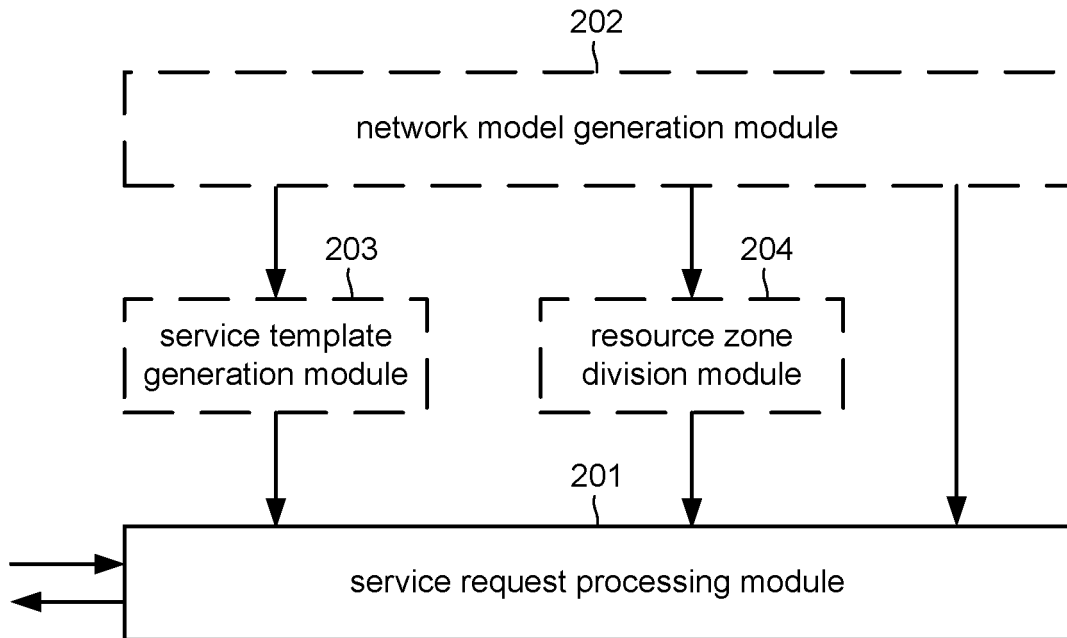 202
network model generation module
203
204
service template
generation module
resource zone
division module
201
service request processing module